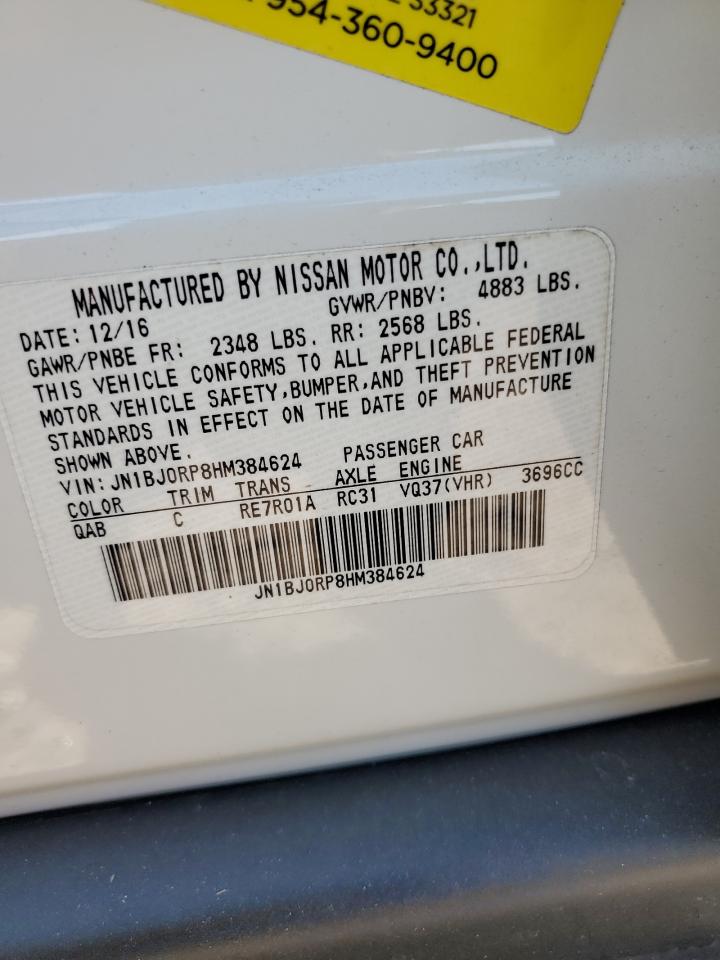 33321
954-360-9400
MANUFACTURED BY NISSAN MOTOR CO.,LTD.
DATE: 12/16 GVWR/PNBV: 4883 LBS.
GAWR/PNBE FR: 2348 LBS. RR: 2568 LBS.
THIS VEHICLE CONFORMS TO ALL APPLICABLE FEDERAL
MOTOR VEHICLE SAFETY,BUMPER,AND THEFT PREVENTION
STANDARDS IN EFFECT ON THE DATE OF MANUFACTURE
SHOWN ABOVE.
VIN: JN1BJ0RP8HM384624 PASSENGER CAR
COLOR TRIM TRANS AXLE ENGINE
QAB C RE7R01A RC31 VQ37(VHR) 3696CC
JN1BJ0RP8HM384624